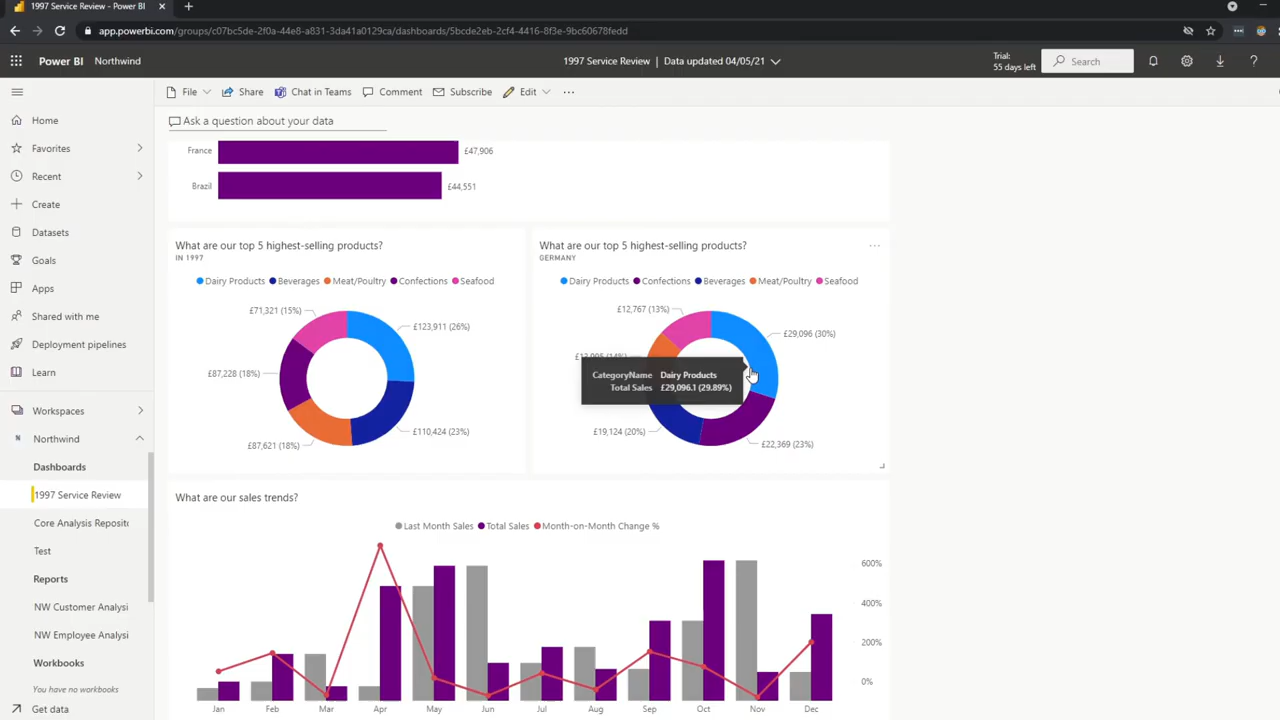 1997 Service Review - Power BI
app.powerbi.com/groups/c07bc5de-2f0a-44e8-a831-3da41a0129ca/dashboards/5bcde2eb-2cf4-4416-8f3e-9bc60678fedd
Power BI Northwind
1997 Service Review | Data updated 04/05/21
Trial:
55 days left
Search
File Share Chat in Teams Comment Subscribe Edit
Ask a question about your data
Home
Favorites
Recent
Create
Datasets
Goals
Apps
Shared with me
Deployment pipelines
Learn
Workspaces
Northwind
Dashboards
1997 Service Review
Core Analysis Reposito
Test
Reports
NW Customer Analysi
NW Employee Analysi
Workbooks
You have no workbooks
Get data
France £47,906
Brazil £44,551
What are our top 5 highest-selling products?
IN 1997
Dairy Products Beverages Meat/Poultry Confections Seafood
£71,321 (15%)
£123,911 (26%)
£87,228 (18%)
£110,424 (23%)
£87,621 (18%)
What are our top 5 highest-selling products?
GERMANY
Dairy Products Confections Beverages Meat/Poultry Seafood
£12,767 (13%)
£29,096 (30%)
CategoryName Dairy Products
Total Sales £29,096.1 (29.89%)
£19,124 (20%)
£22,369 (23%)
What are our sales trends?
Last Month Sales Total Sales Month-on-Month Change %
600%
400%
200%
0%
Jan Feb Mar Apr May Jun Jul Aug Sep Oct Nov Dec